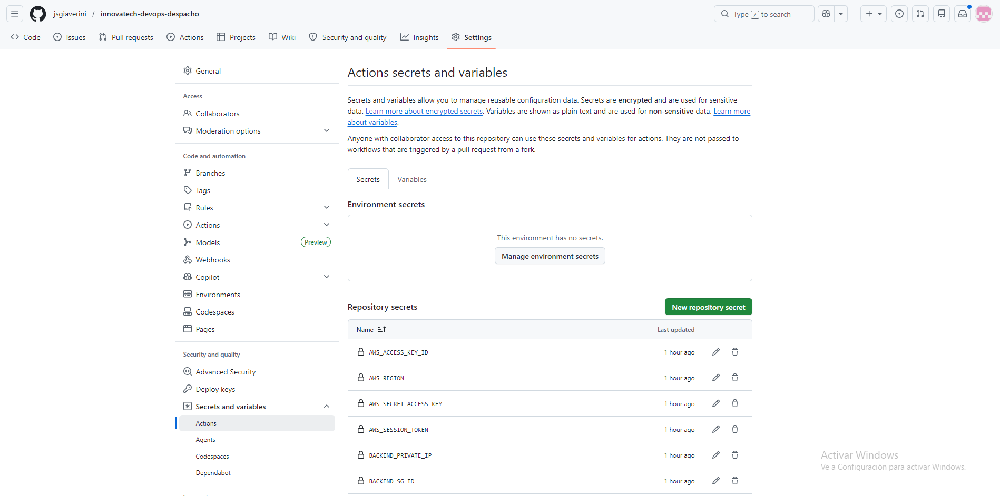 jsgiaverini / innovatech-devops-despacho
Type / to search
Code Issues Pull requests Actions Projects Wiki Security and quality Insights Settings
General
Access
Collaborators
Moderation options
Code and automation
Branches
Tags
Rules
Actions
Models Preview
Webhooks
Copilot
Environments
Codespaces
Pages
Security and quality
Advanced Security
Deploy keys
Secrets and variables
Actions
Agents
Codespaces
Dependabot
Actions secrets and variables
Secrets and variables allow you to manage reusable configuration data. Secrets are encrypted and are used for sensitive
data. Learn more about encrypted secrets. Variables are shown as plain text and are used for non-sensitive data. Learn more
about variables.
Anyone with collaborator access to this repository can use these secrets and variables for actions. They are not passed to
workflows that are triggered by a pull request from a fork.
Secrets Variables
Environment secrets
This environment has no secrets.
Manage environment secrets
Repository secrets New repository secret
Name Last updated
AWS_ACCESS_KEY_ID 1 hour ago
AWS_REGION 1 hour ago
AWS_SECRET_ACCESS_KEY 1 hour ago
AWS_SESSION_TOKEN 1 hour ago
BACKEND_PRIVATE_IP 1 hour ago
BACKEND_SG_ID 1 hour ago
Activar Windows
Ve a Configuración para activar Windows.